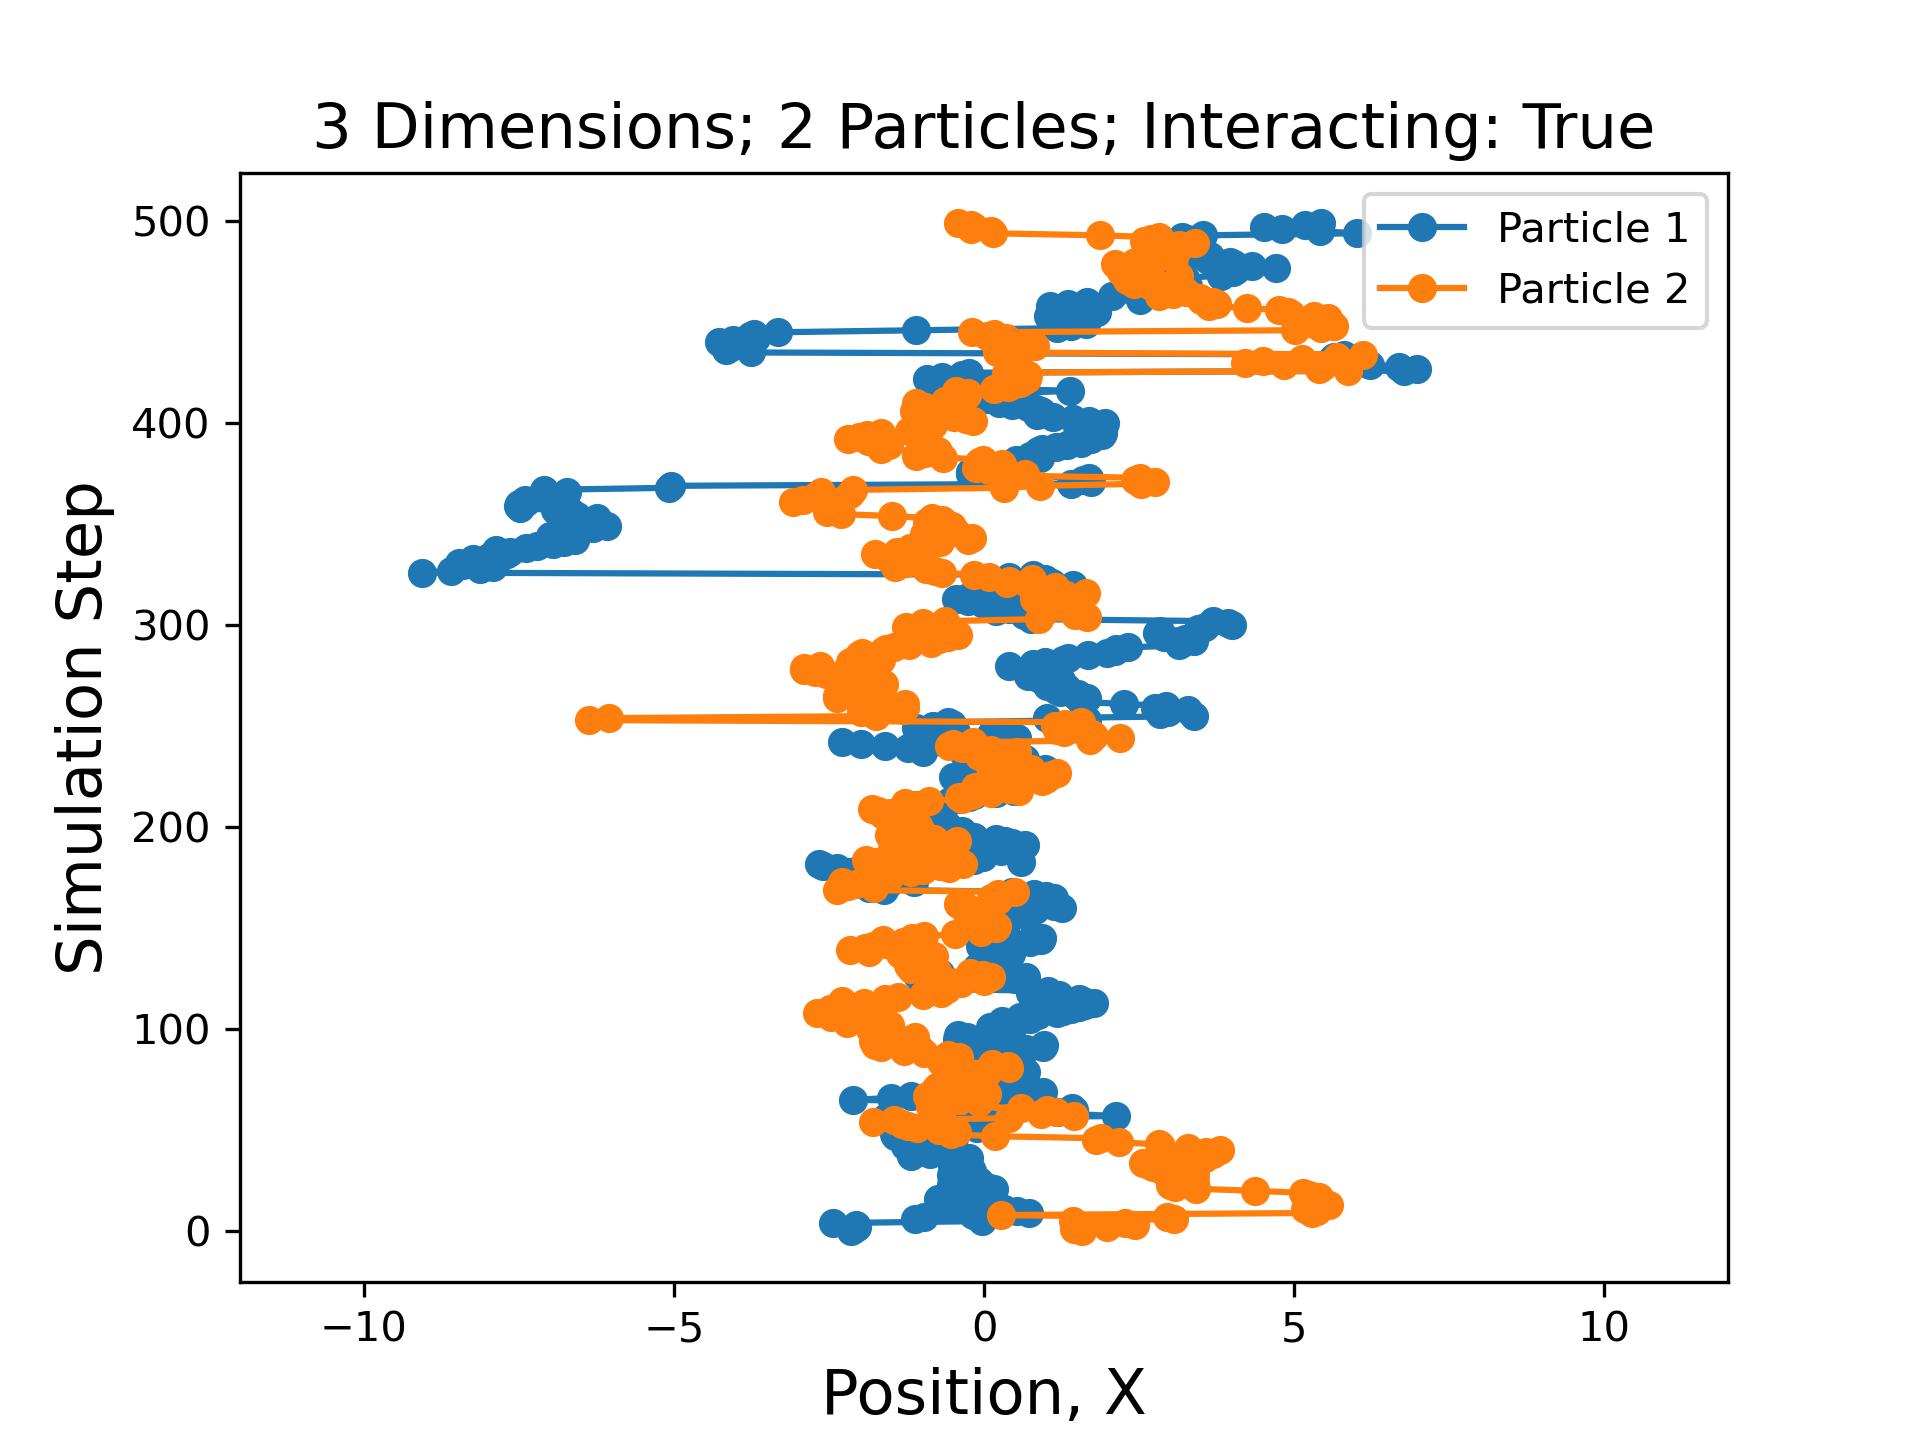 3 Dimensions; 2 Particles; Interacting: True
Particle 1
Particle 2
Simulation Step
500
400
300
200
100
0
−10
−5
0
5
10
Position, X